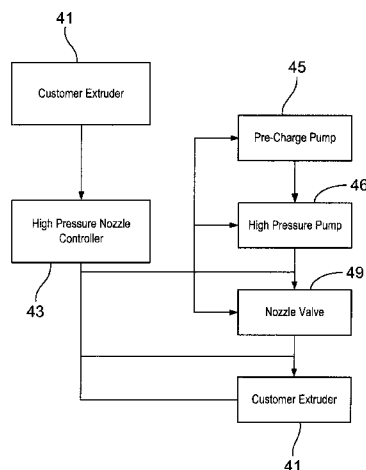 41
Customer Extruder
45
Pre-Charge Pump
46
High Pressure Nozzle
Controller
43
High Pressure Pump
49
Nozzle Valve
Customer Extruder
41